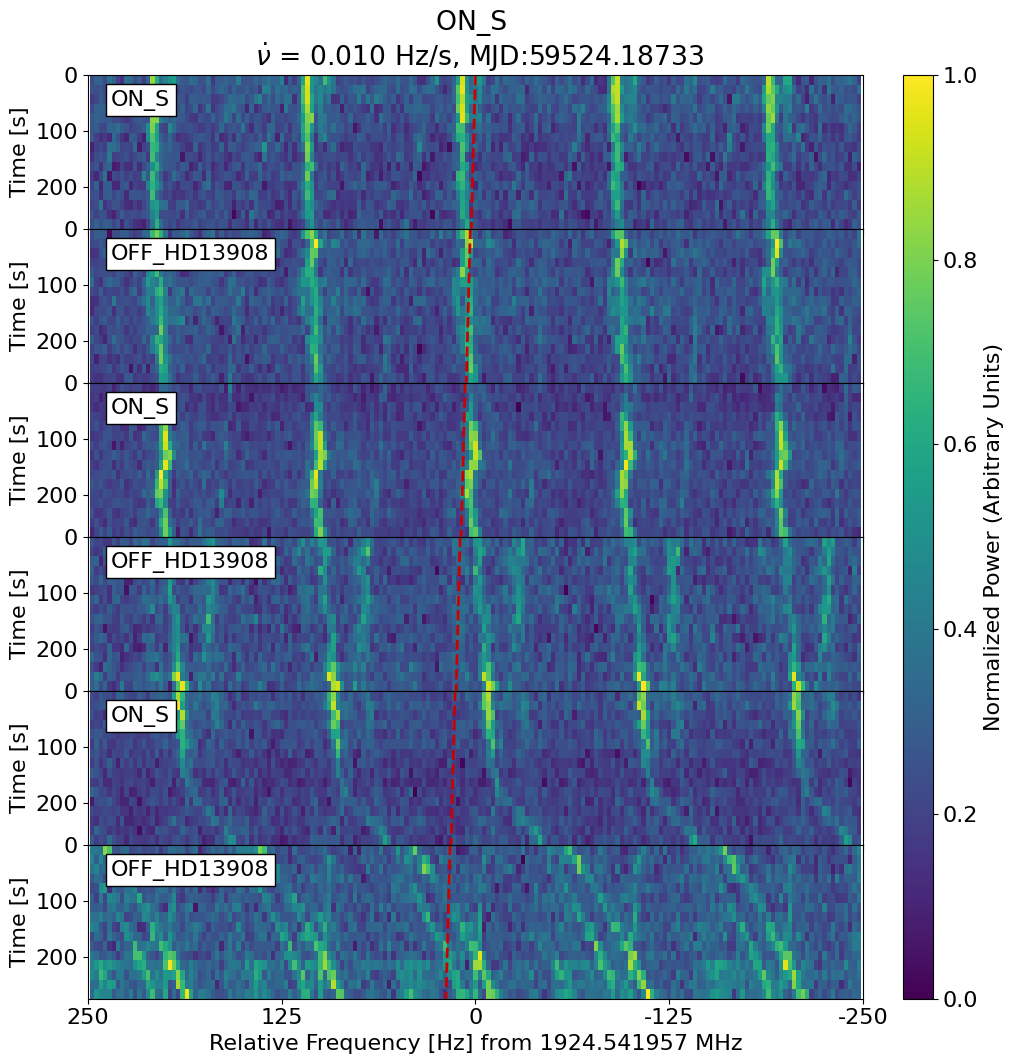 ON_S
ν̇ = 0.010 Hz/s, MJD:59524.18733
0
ON_S
Time [s]
100
200
0
OFF_HD13908
Time [s]
100
200
0
ON_S
Time [s]
100
200
0
OFF_HD13908
Time [s]
100
200
0
ON_S
Time [s]
100
200
0
OFF_HD13908
Time [s]
100
200
250 125 0 -125 -250
Relative Frequency [Hz] from 1924.541957 MHz
1.0
0.8
0.6
0.4
0.2
0.0
Normalized Power (Arbitrary Units)